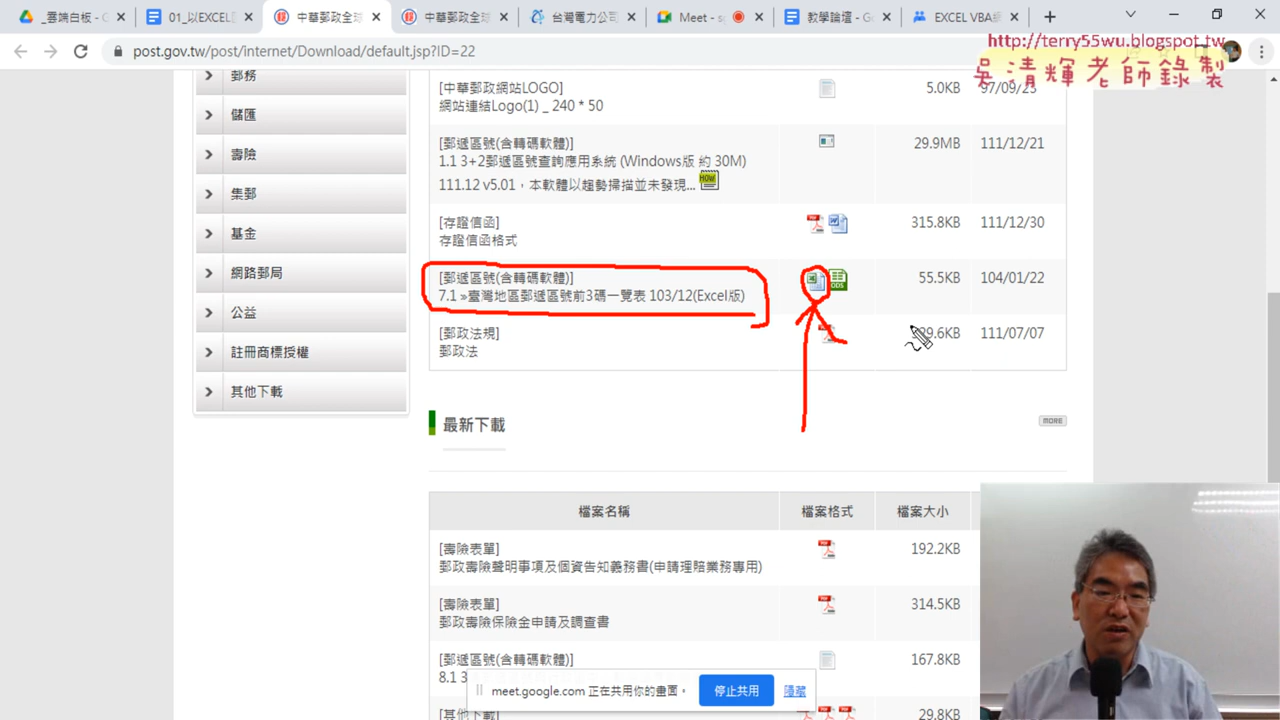 _雲端白板 - G
01_以EXCEL
中華郵政全球
中華郵政全球
台灣電力公司
Meet - s
教學論壇 - G
EXCEL VBA
post.gov.tw/post/internet/Download/default.jsp?ID=22
http://terry55wu.blogspot.tw
吳清輝老師錄製
郵務
儲匯
壽險
集郵
基金
網路郵局
公益
註冊商標授權
其他下載
[中華郵政網站LOGO]
網站連結Logo(1) _ 240 * 50
5.0KB
97/09/23
[郵遞區號(含轉碼軟體)]
1.1 3+2郵遞區號查詢應用系統 (Windows版 約 30M)
111.12 v5.01，本軟體以趨勢掃描並未發現...
HOW
29.9MB
111/12/21
[存證信函]
存證信函格式
315.8KB
111/12/30
[郵遞區號(含轉碼軟體)]
7.1 »臺灣地區郵遞區號前3碼一覽表 103/12(Excel版)
ODS
55.5KB
104/01/22
[郵政法規]
郵政法
9.6KB
111/07/07
最新下載
MORE
檔案名稱
檔案格式
檔案大小
[壽險表單]
郵政壽險聲明事項及個資告知義務書(申請理賠業務專用)
PDF
192.2KB
[壽險表單]
郵政壽險保險金申請及調查書
PDF
314.5KB
[郵遞區號(含轉碼軟體)]
8.1 3
167.8KB
[其他下載]
29.8KB
meet.google.com 正在共用你的畫面。
停止共用
隱藏